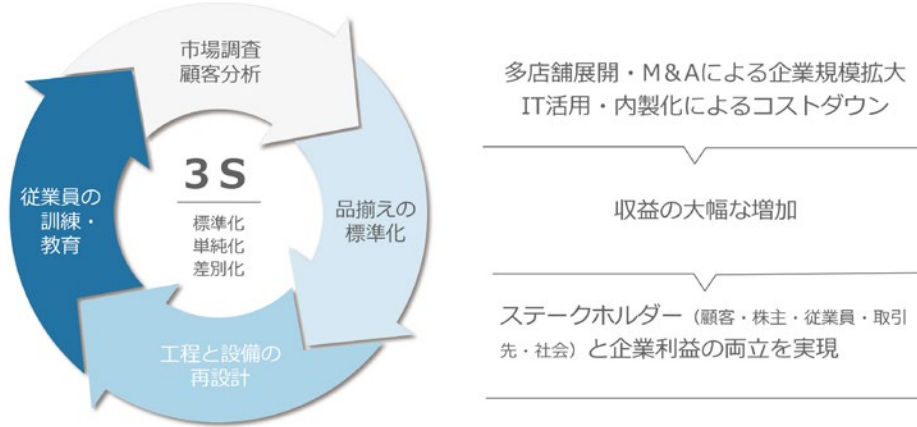 市場調査
顧客分析
3S
標準化
単純化
差別化
品揃えの
標準化
工程と設備の
再設計
従業員の
訓練・
教育
多店舗展開・M&Aによる企業規模拡大
IT活用・内製化によるコストダウン
収益の大幅な増加
ステークホルダー（顧客・株主・従業員・取引
先・社会）と企業利益の両立を実現